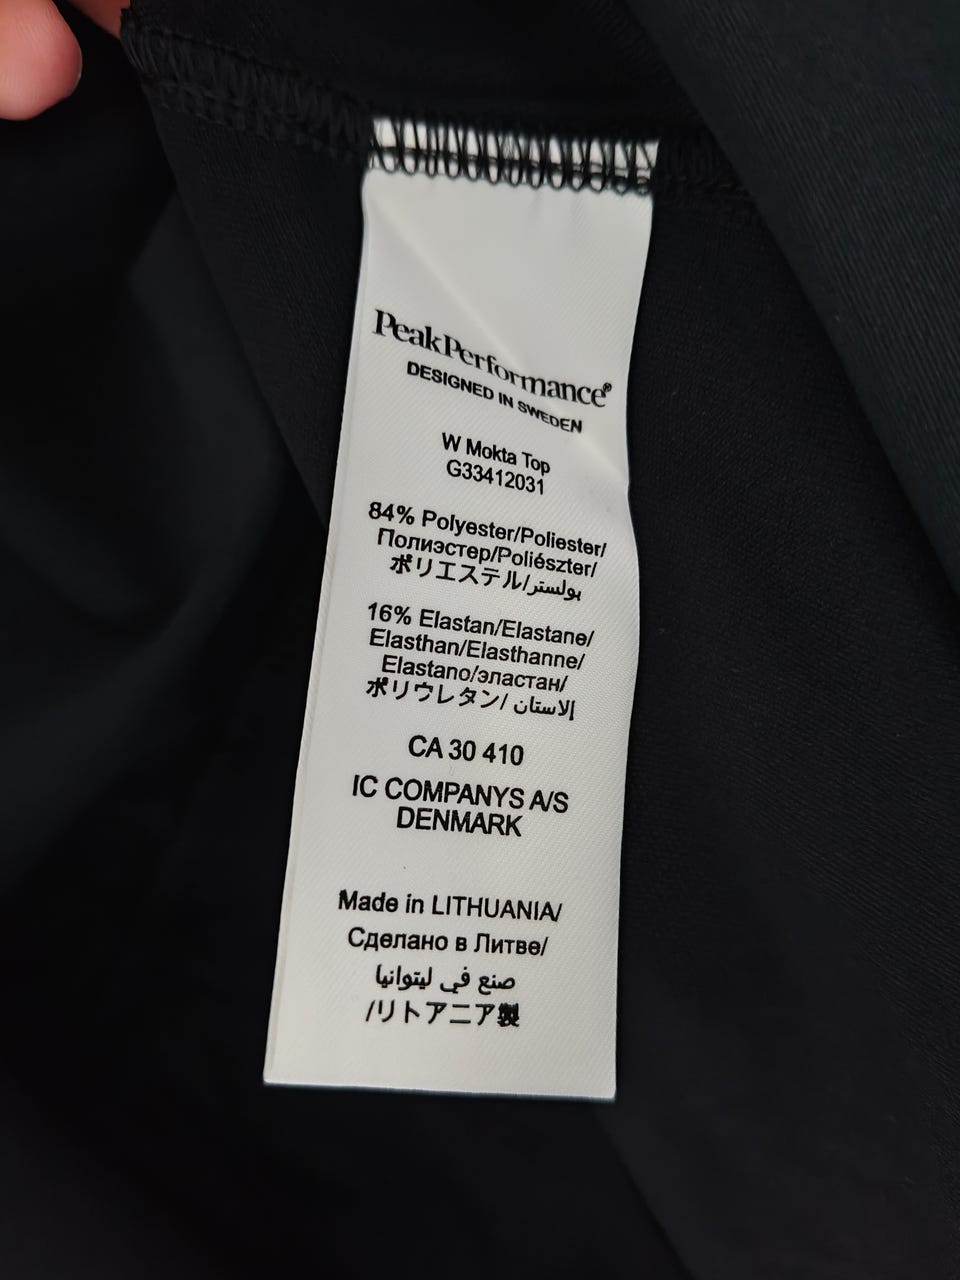 PeakPerformance®
DESIGNED IN SWEDEN
W Mokta Top
G33412031
84% Polyester/Poliester/
Полиэстер/Poliészter/
ポリエステル/بولستر
16% Elastan/Elastane/
Elasthan/Elasthanne/
Elastano/эластан/
ポリウレタン/ إلاستان
CA 30 410
IC COMPANYS A/S
DENMARK
Made in LITHUANIA/
Сделано в Литве/
صنع في ليتوانيا
/リトアニア製